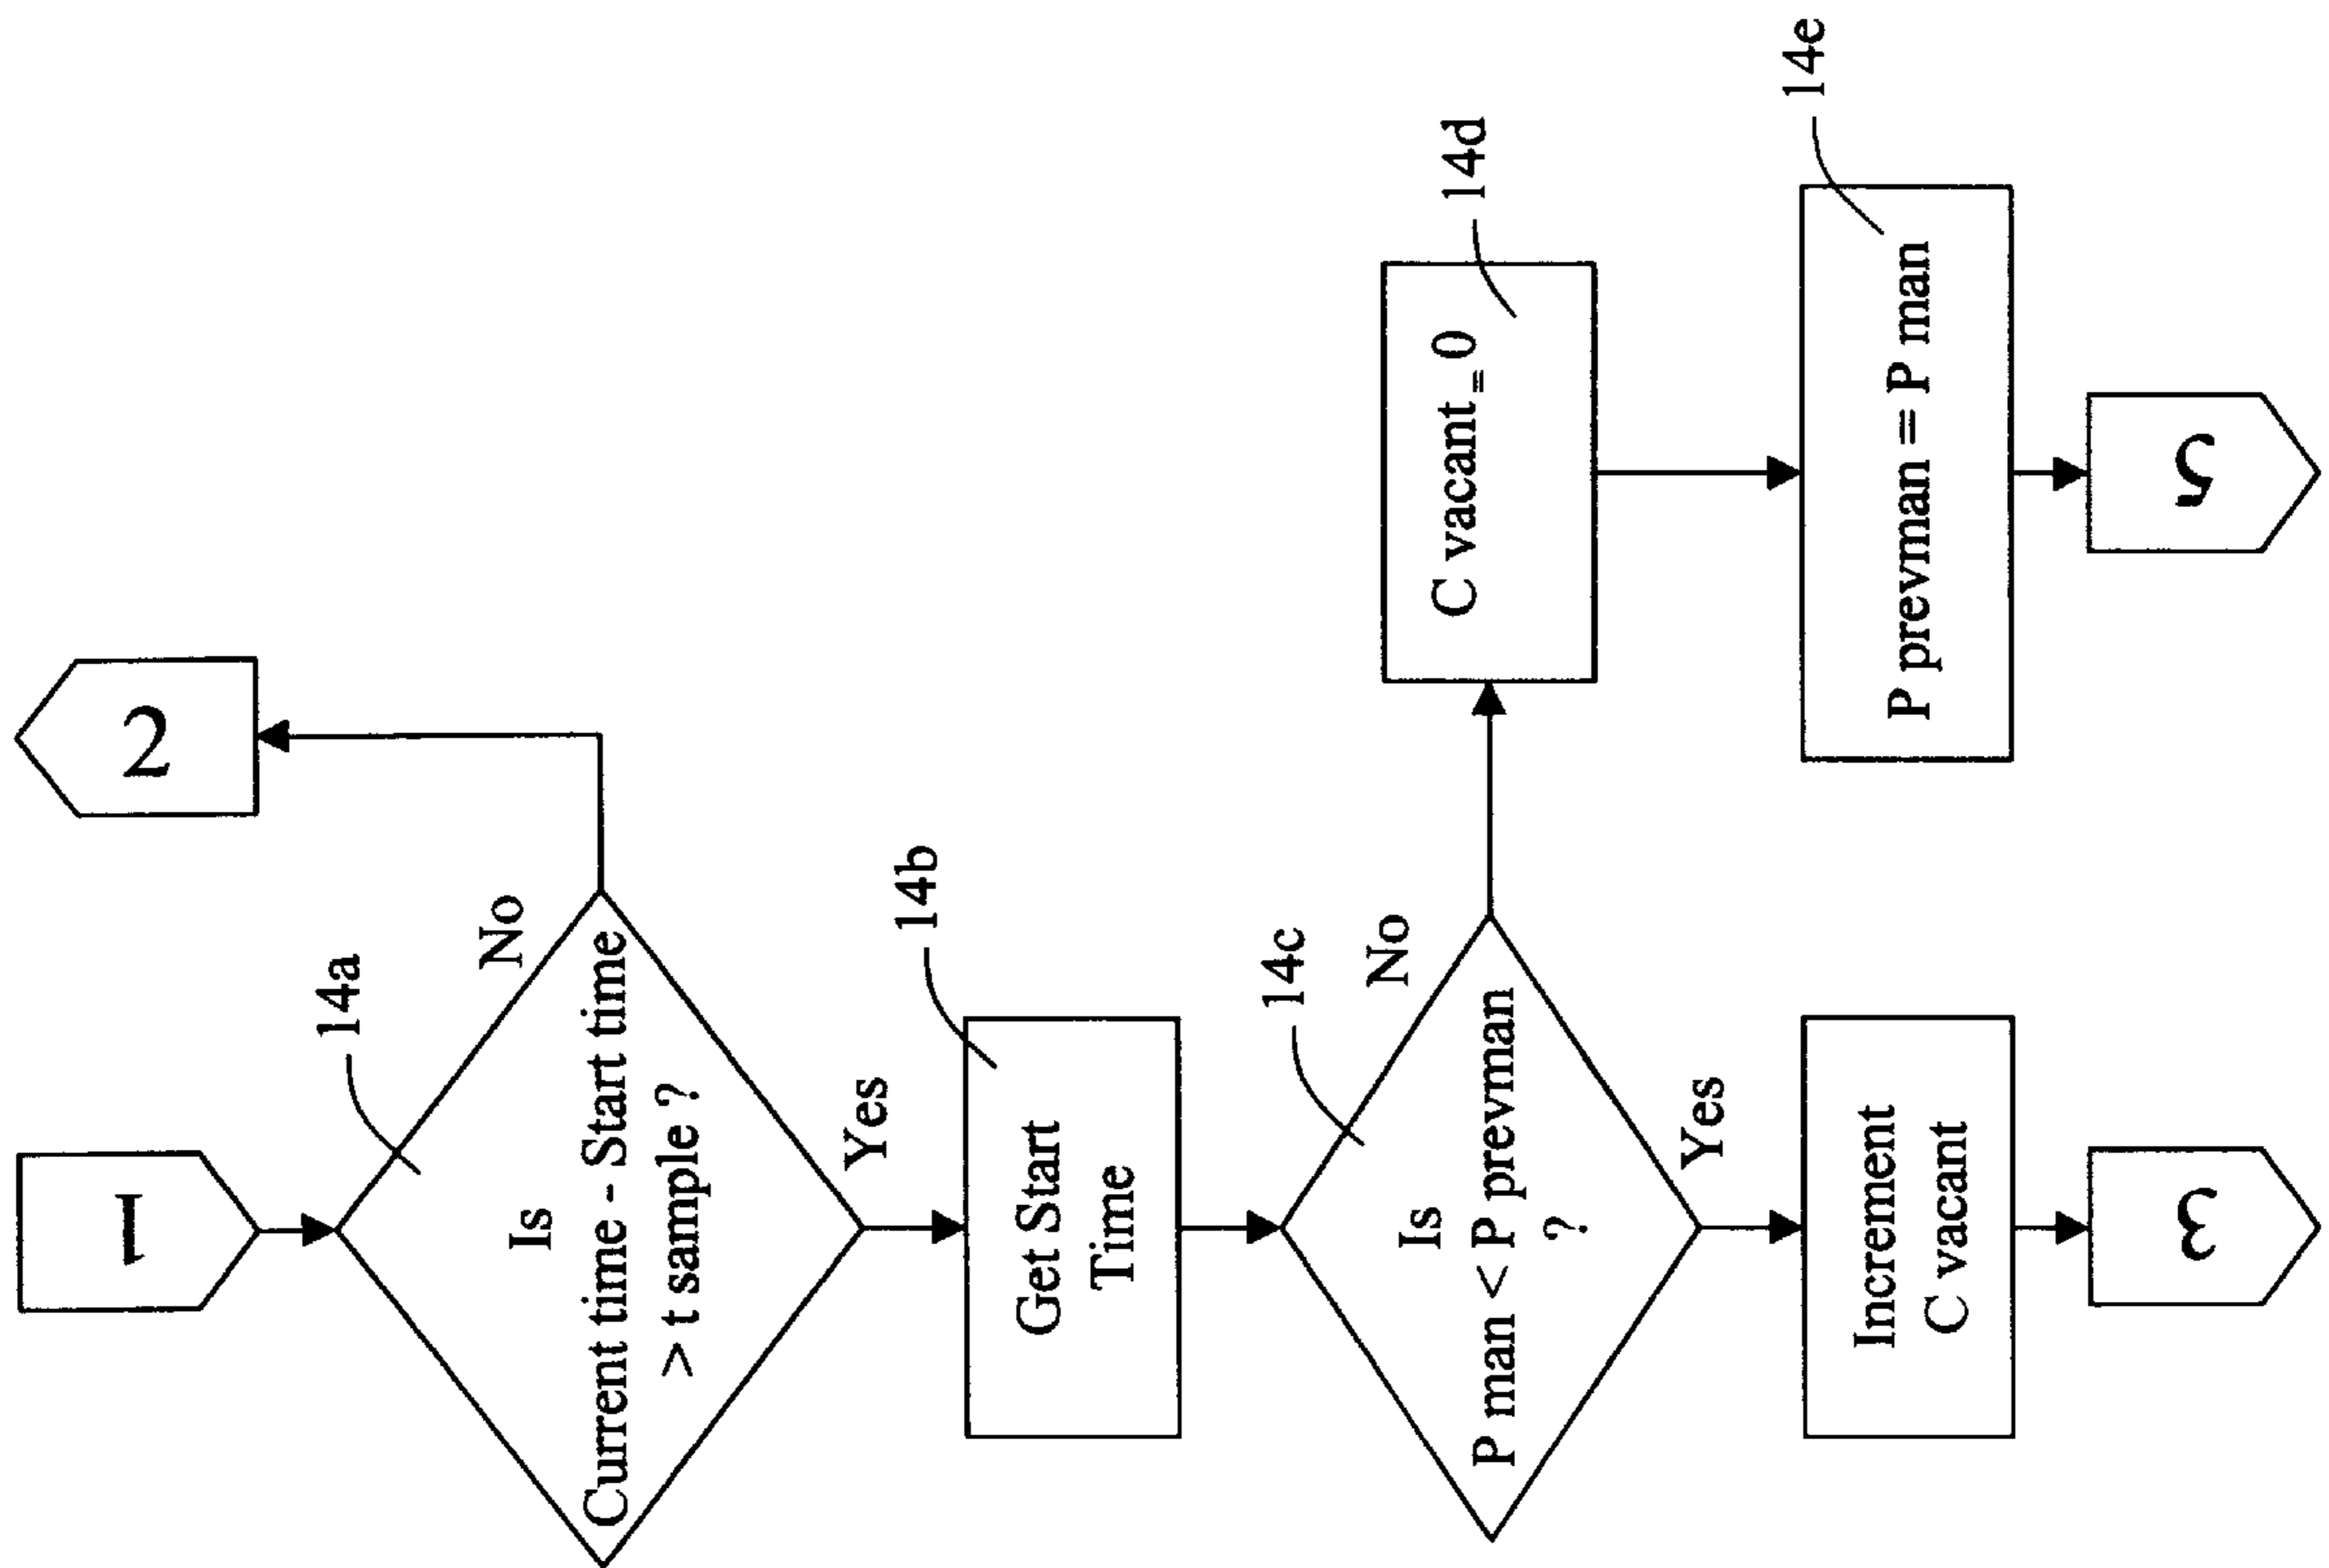 1
14a
Is
Current time - Start time
> t sample ?
No
2
Yes
14b
Get Start
Time
14c
Is
P man < P prevman
?
No
14d
C vacant = 0
14e
P prevman = P man
5
Yes
Increment
C vacant
3